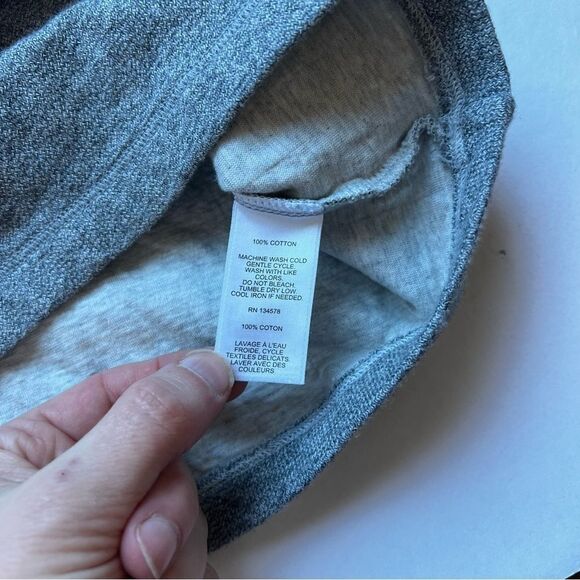 100% COTTON
MACHINE WASH COLD
GENTLE CYCLE.
WASH WITH LIKE
COLORS.
DO NOT BLEACH.
TUMBLE DRY LOW.
COOL IRON IF NEEDED.
RN 134578
100% COTON
LAVAGE À L'EAU
FROIDE, CYCLE
TEXTILES DELICATS.
LAVER AVEC DES
COULEURS